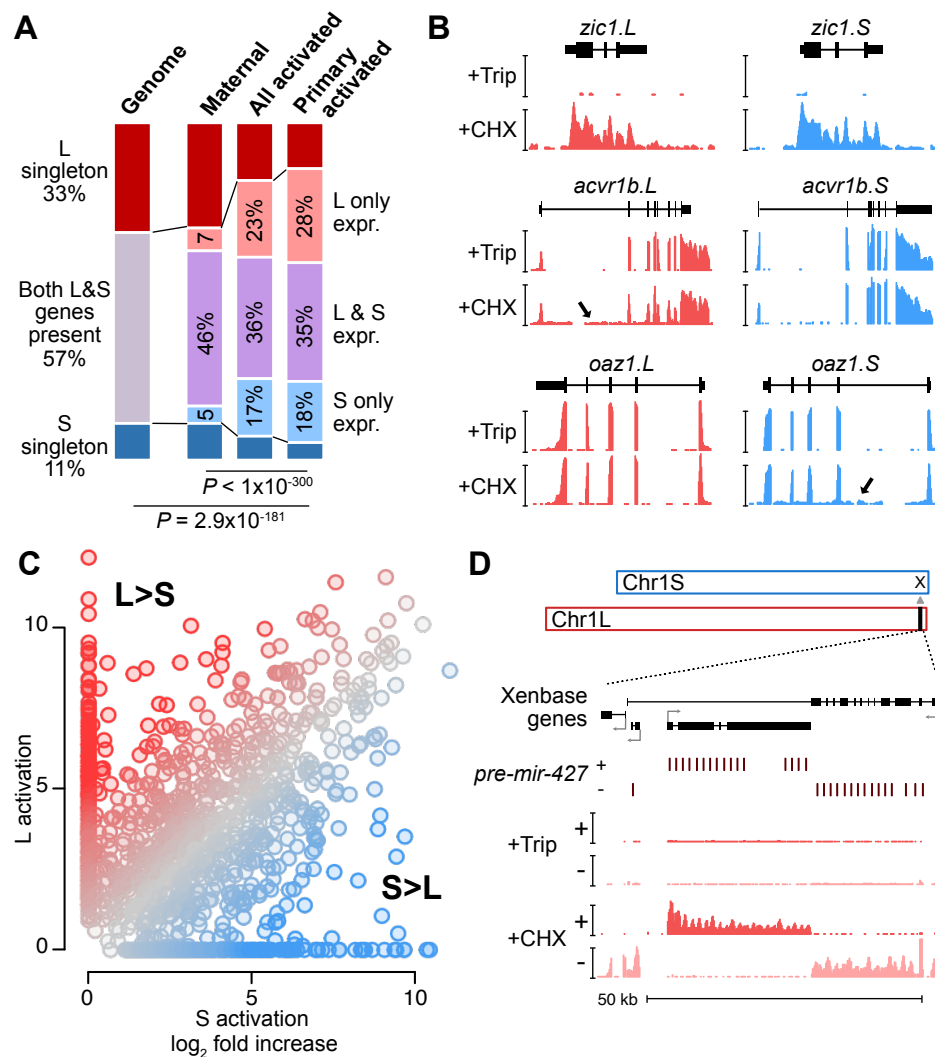 A
Genome
Maternal
All activated
Primary
activated
L
singleton
33%
Both L&S
genes
present
57%
S
singleton
11%
7
46%
5
23%
36%
17%
28%
35%
18%
L only
expr.
L & S
expr.
S only
expr.
P < 1x10⁻³⁰⁰
P = 2.9x10⁻¹⁸¹
B
zic1.L
zic1.S
+Trip
+CHX
acvr1b.L
acvr1b.S
+Trip
+CHX
oaz1.L
oaz1.S
+Trip
+CHX
C
L>S
S>L
L activation
10
5
0
0
5
10
S activation
log₂ fold increase
D
Chr1S
X
Chr1L
Xenbase
genes
pre-mir-427
+
-
+Trip
+
-
+CHX
+
-
50 kb